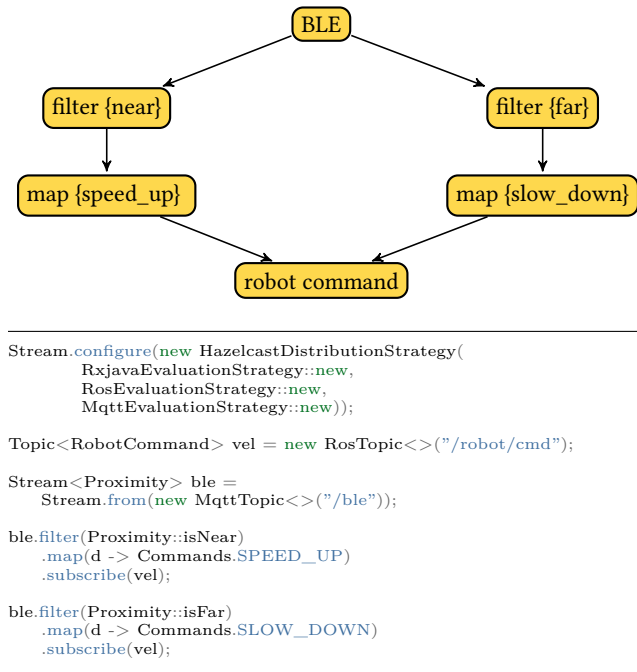 BLE
filter {near}
filter {far}
map {speed_up}
map {slow_down}
robot command
Stream.configure(new HazelcastDistributionStrategy(
RxjavaEvaluationStrategy::new,
RosEvaluationStrategy::new,
MqttEvaluationStrategy::new));
Topic<RobotCommand> vel = new RosTopic<>("/robot/cmd");
Stream<Proximity> ble =
Stream.from(new MqttTopic<>("/ble"));
ble.filter(Proximity::isNear)
.map(d -> Commands.SPEED_UP)
.subscribe(vel);
ble.filter(Proximity::isFar)
.map(d -> Commands.SLOW_DOWN)
.subscribe(vel);